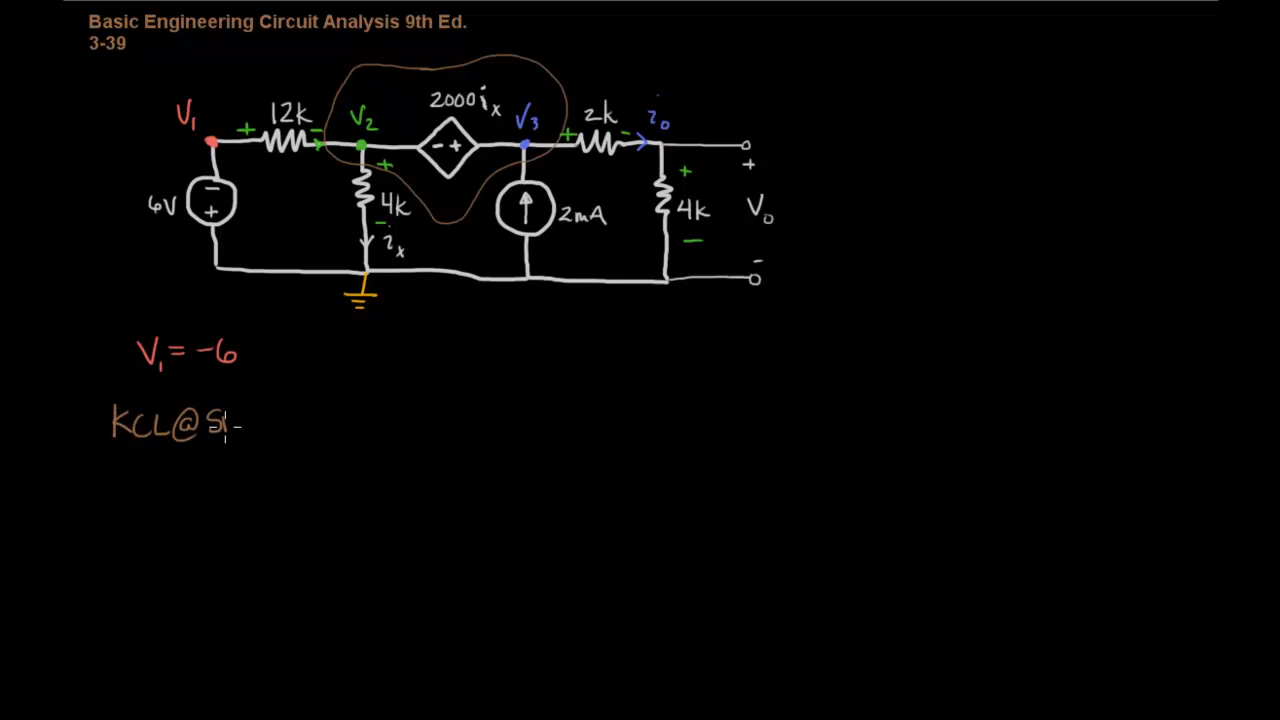 Basic Engineering Circuit Analysis 9th Ed.
3-39
2000ix
V1 + 12k - V2 V3 + 2k - i0
- +
+ + +
6V - + 4k 2mA 4k V0
- ix - -
V1 = -6
KCL@S